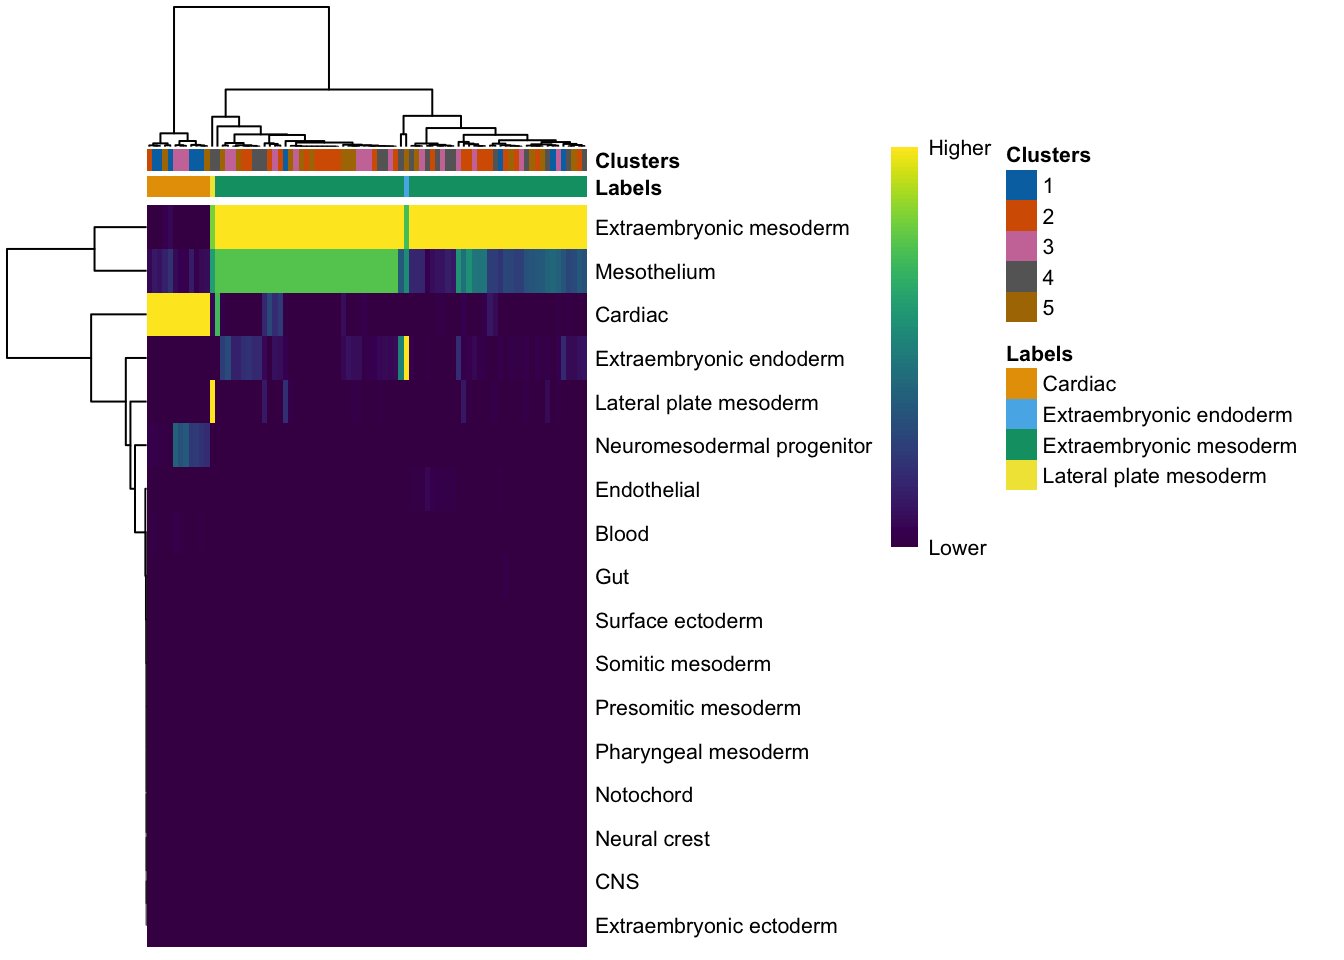 Clusters
Labels
Extraembryonic mesoderm
Mesothelium
Cardiac
Extraembryonic endoderm
Lateral plate mesoderm
Neuromesodermal progenitor
Endothelial
Blood
Gut
Surface ectoderm
Somitic mesoderm
Presomitic mesoderm
Pharyngeal mesoderm
Notochord
Neural crest
CNS
Extraembryonic ectoderm
Higher
Lower
Clusters
1
2
3
4
5
Labels
Cardiac
Extraembryonic endoderm
Extraembryonic mesoderm
Lateral plate mesoderm